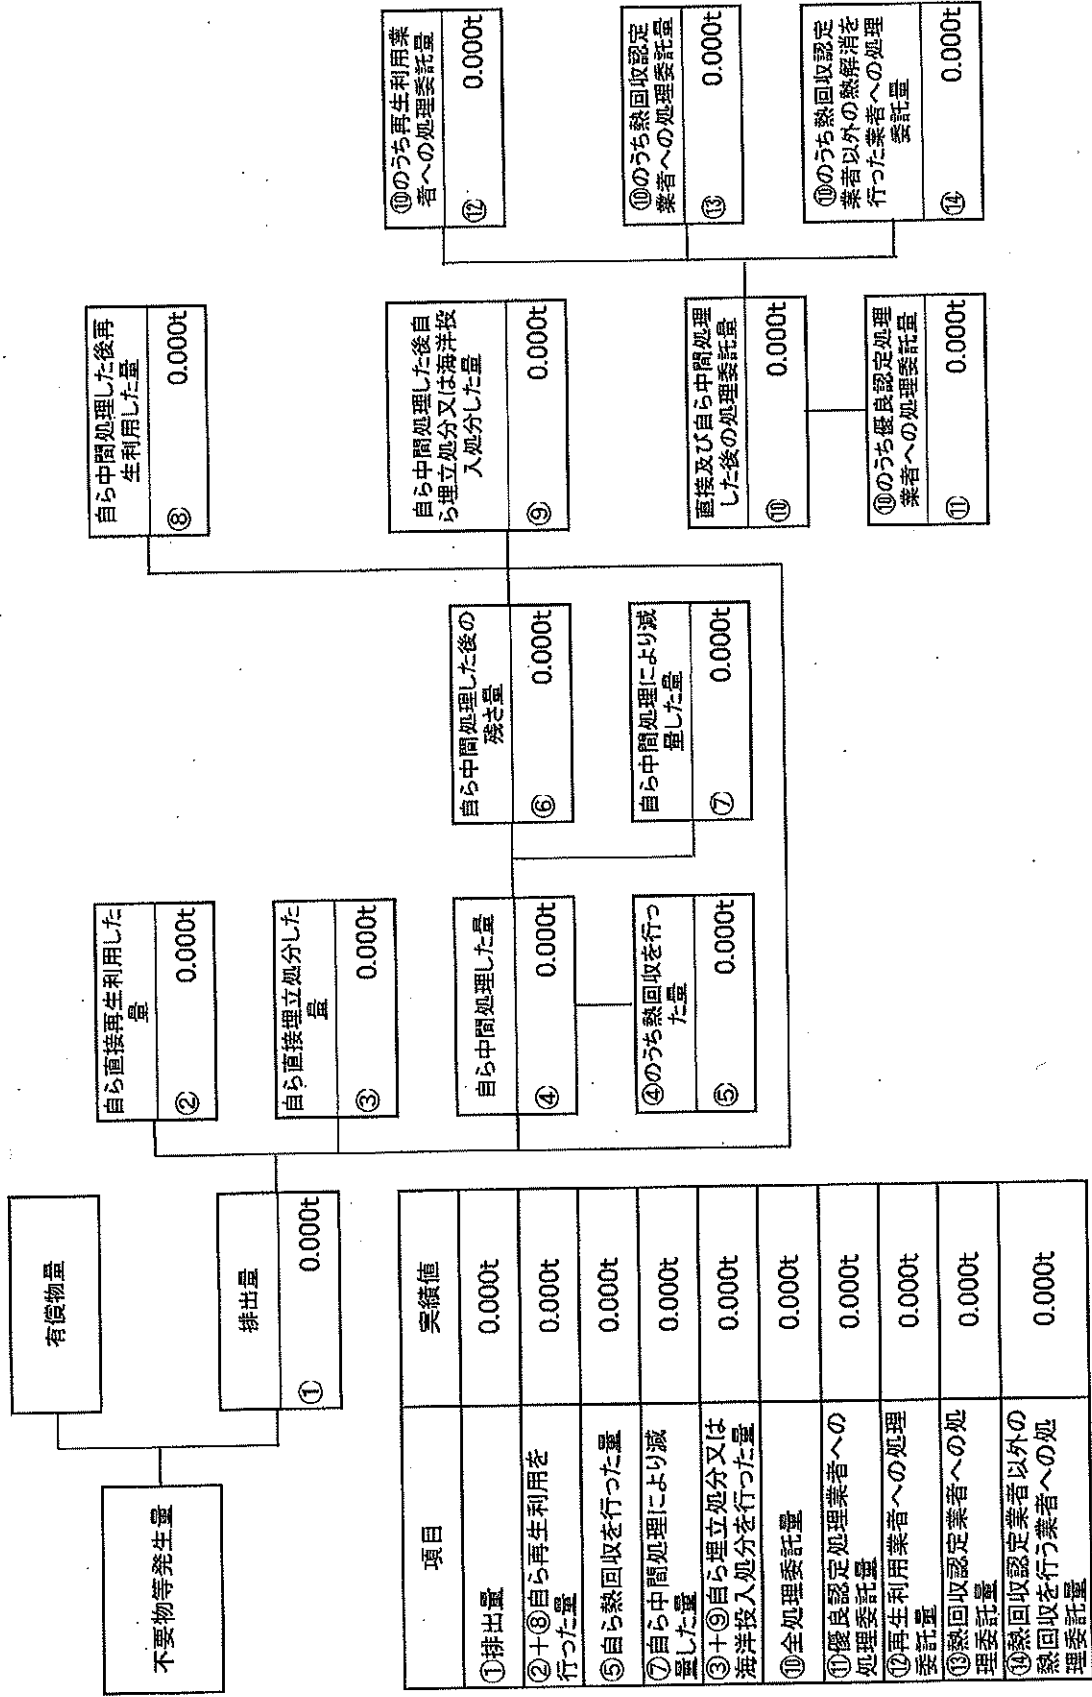 不要物等発生量
有償物量
排出量
① 0.000t
自ら直接再生利用した
量
② 0.000t
自ら直接埋立処分した
量
③ 0.000t
自ら中間処理した量
④ 0.000t
④のうち熱回収を行っ
た量
⑤ 0.000t
自ら中間処理した後の
残さ量
⑥ 0.000t
自ら中間処理により減
量した量
⑦ 0.000t
自ら中間処理した後再
生利用した量
⑧ 0.000t
自ら中間処理した後自
ら埋立処分又は海洋投
入処分した量
⑨ 0.000t
直接及び自ら中間処理
した後の処理委託量
⑩ 0.000t
⑩のうち優良認定処理
業者への処理委託量
⑪ 0.000t
⑩のうち再生利用業
者への処理委託量
⑫ 0.000t
⑩のうち熱回収認定
業者への処理委託量
⑬ 0.000t
⑩のうち熱回収認定
業者以外の熱解消を
行った業者への処理
委託量
⑭ 0.000t
項目 実績値
①排出量 0.000t
②+⑧自ら再生利用を
行った量 0.000t
⑤自ら熱回収を行った量 0.000t
⑦自ら中間処理により減
量した量 0.000t
③+⑨自ら埋立処分又は
海洋投入処分を行った量 0.000t
⑩全処理委託量 0.000t
⑪優良認定処理業者への
処理委託量 0.000t
⑫再生利用業者への処理
委託量 0.000t
⑬熱回収認定業者への処
理委託量 0.000t
⑭熱回収認定業者以外の
熱回収を行う業者への処
理委託量 0.000t